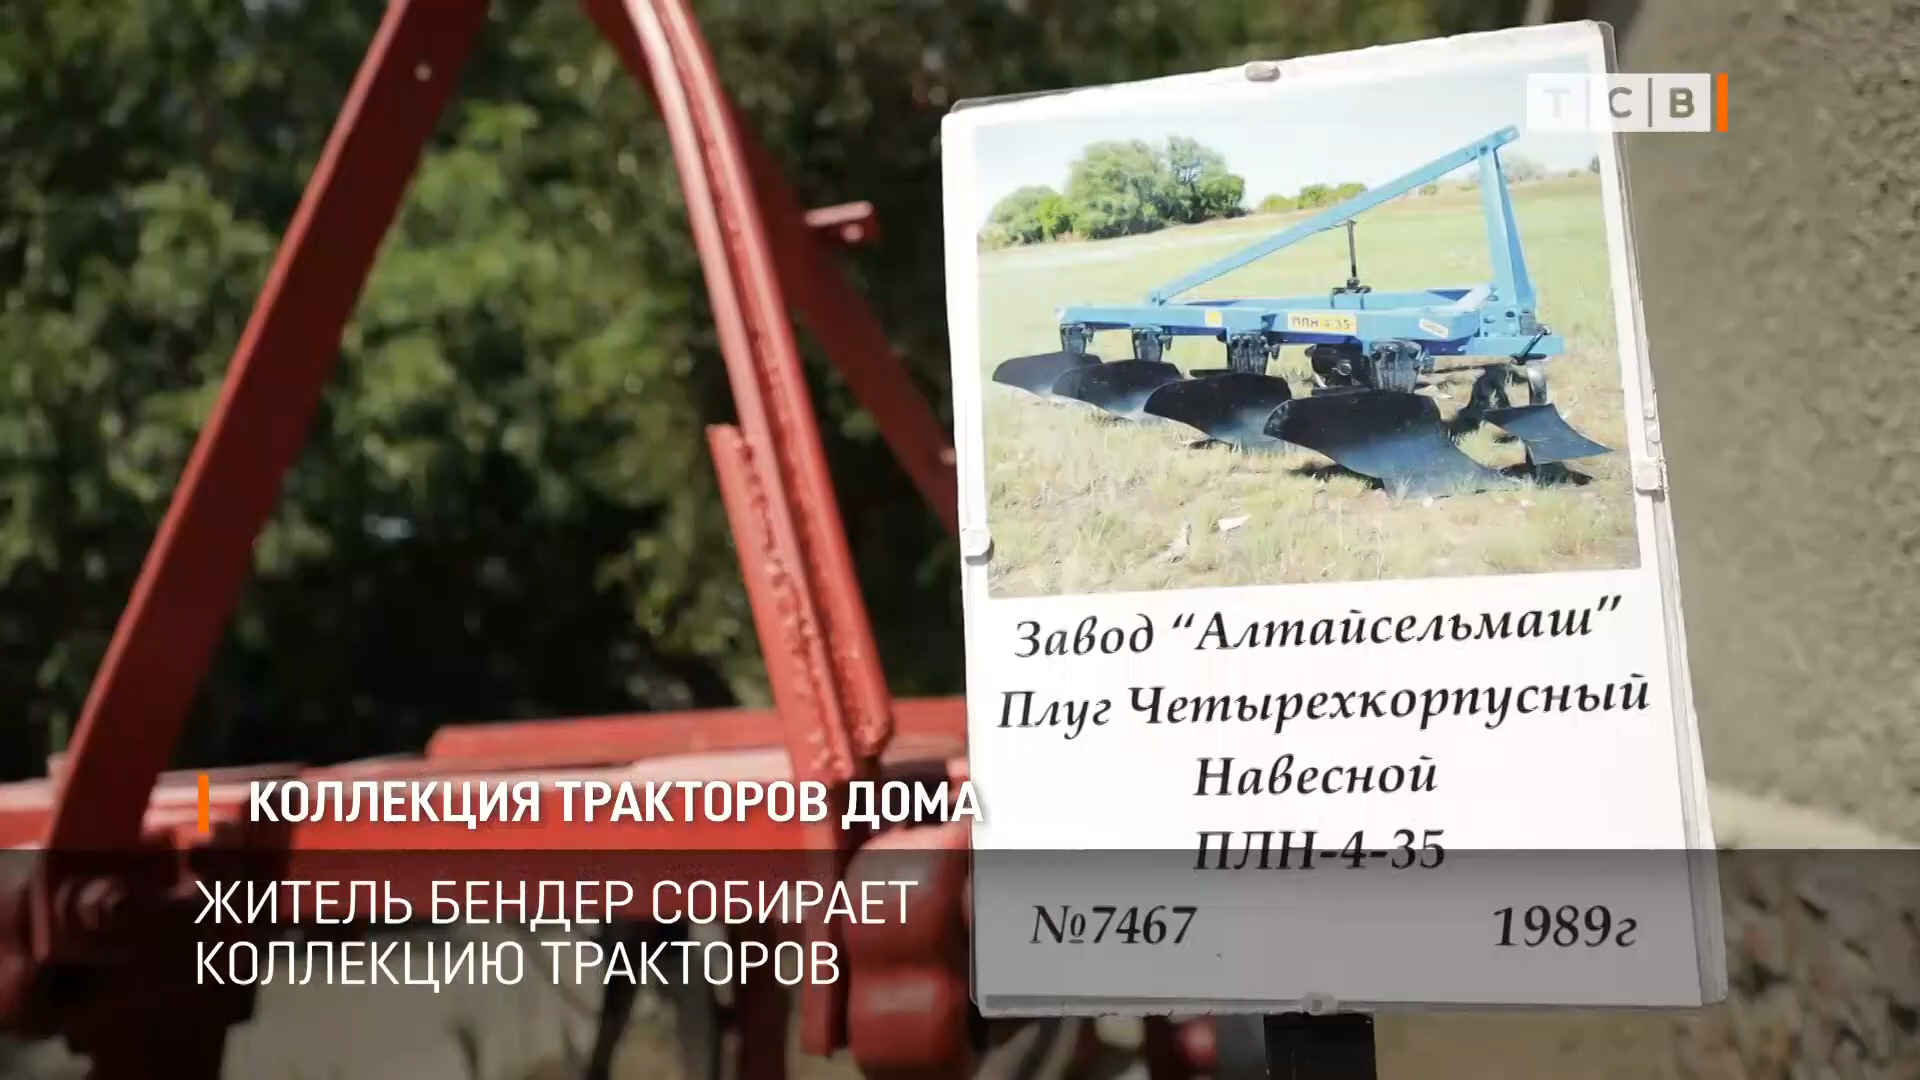 ТСВ
ПЛН-4-35
Завод “Алтайсельмаш”
Плуг Четырехкорпусный
Навесной
ПЛН-4-35
№7467 1989г
КОЛЛЕКЦИЯ ТРАКТОРОВ ДОМА
ЖИТЕЛЬ БЕНДЕР СОБИРАЕТ
КОЛЛЕКЦИЮ ТРАКТОРОВ